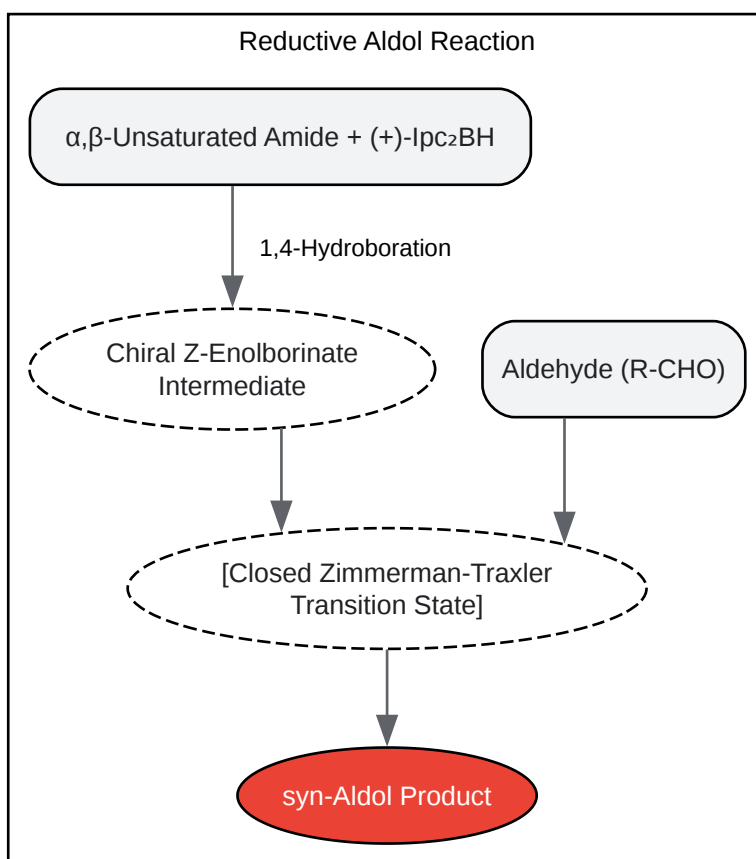 Reductive Aldol Reaction
α,β-Unsaturated Amide + (+)-Ipc₂BH
1,4-Hydroboration
Chiral Z-Enolborinate
Intermediate
Aldehyde (R-CHO)
[Closed Zimmerman-Traxler
Transition State]
syn-Aldol Product